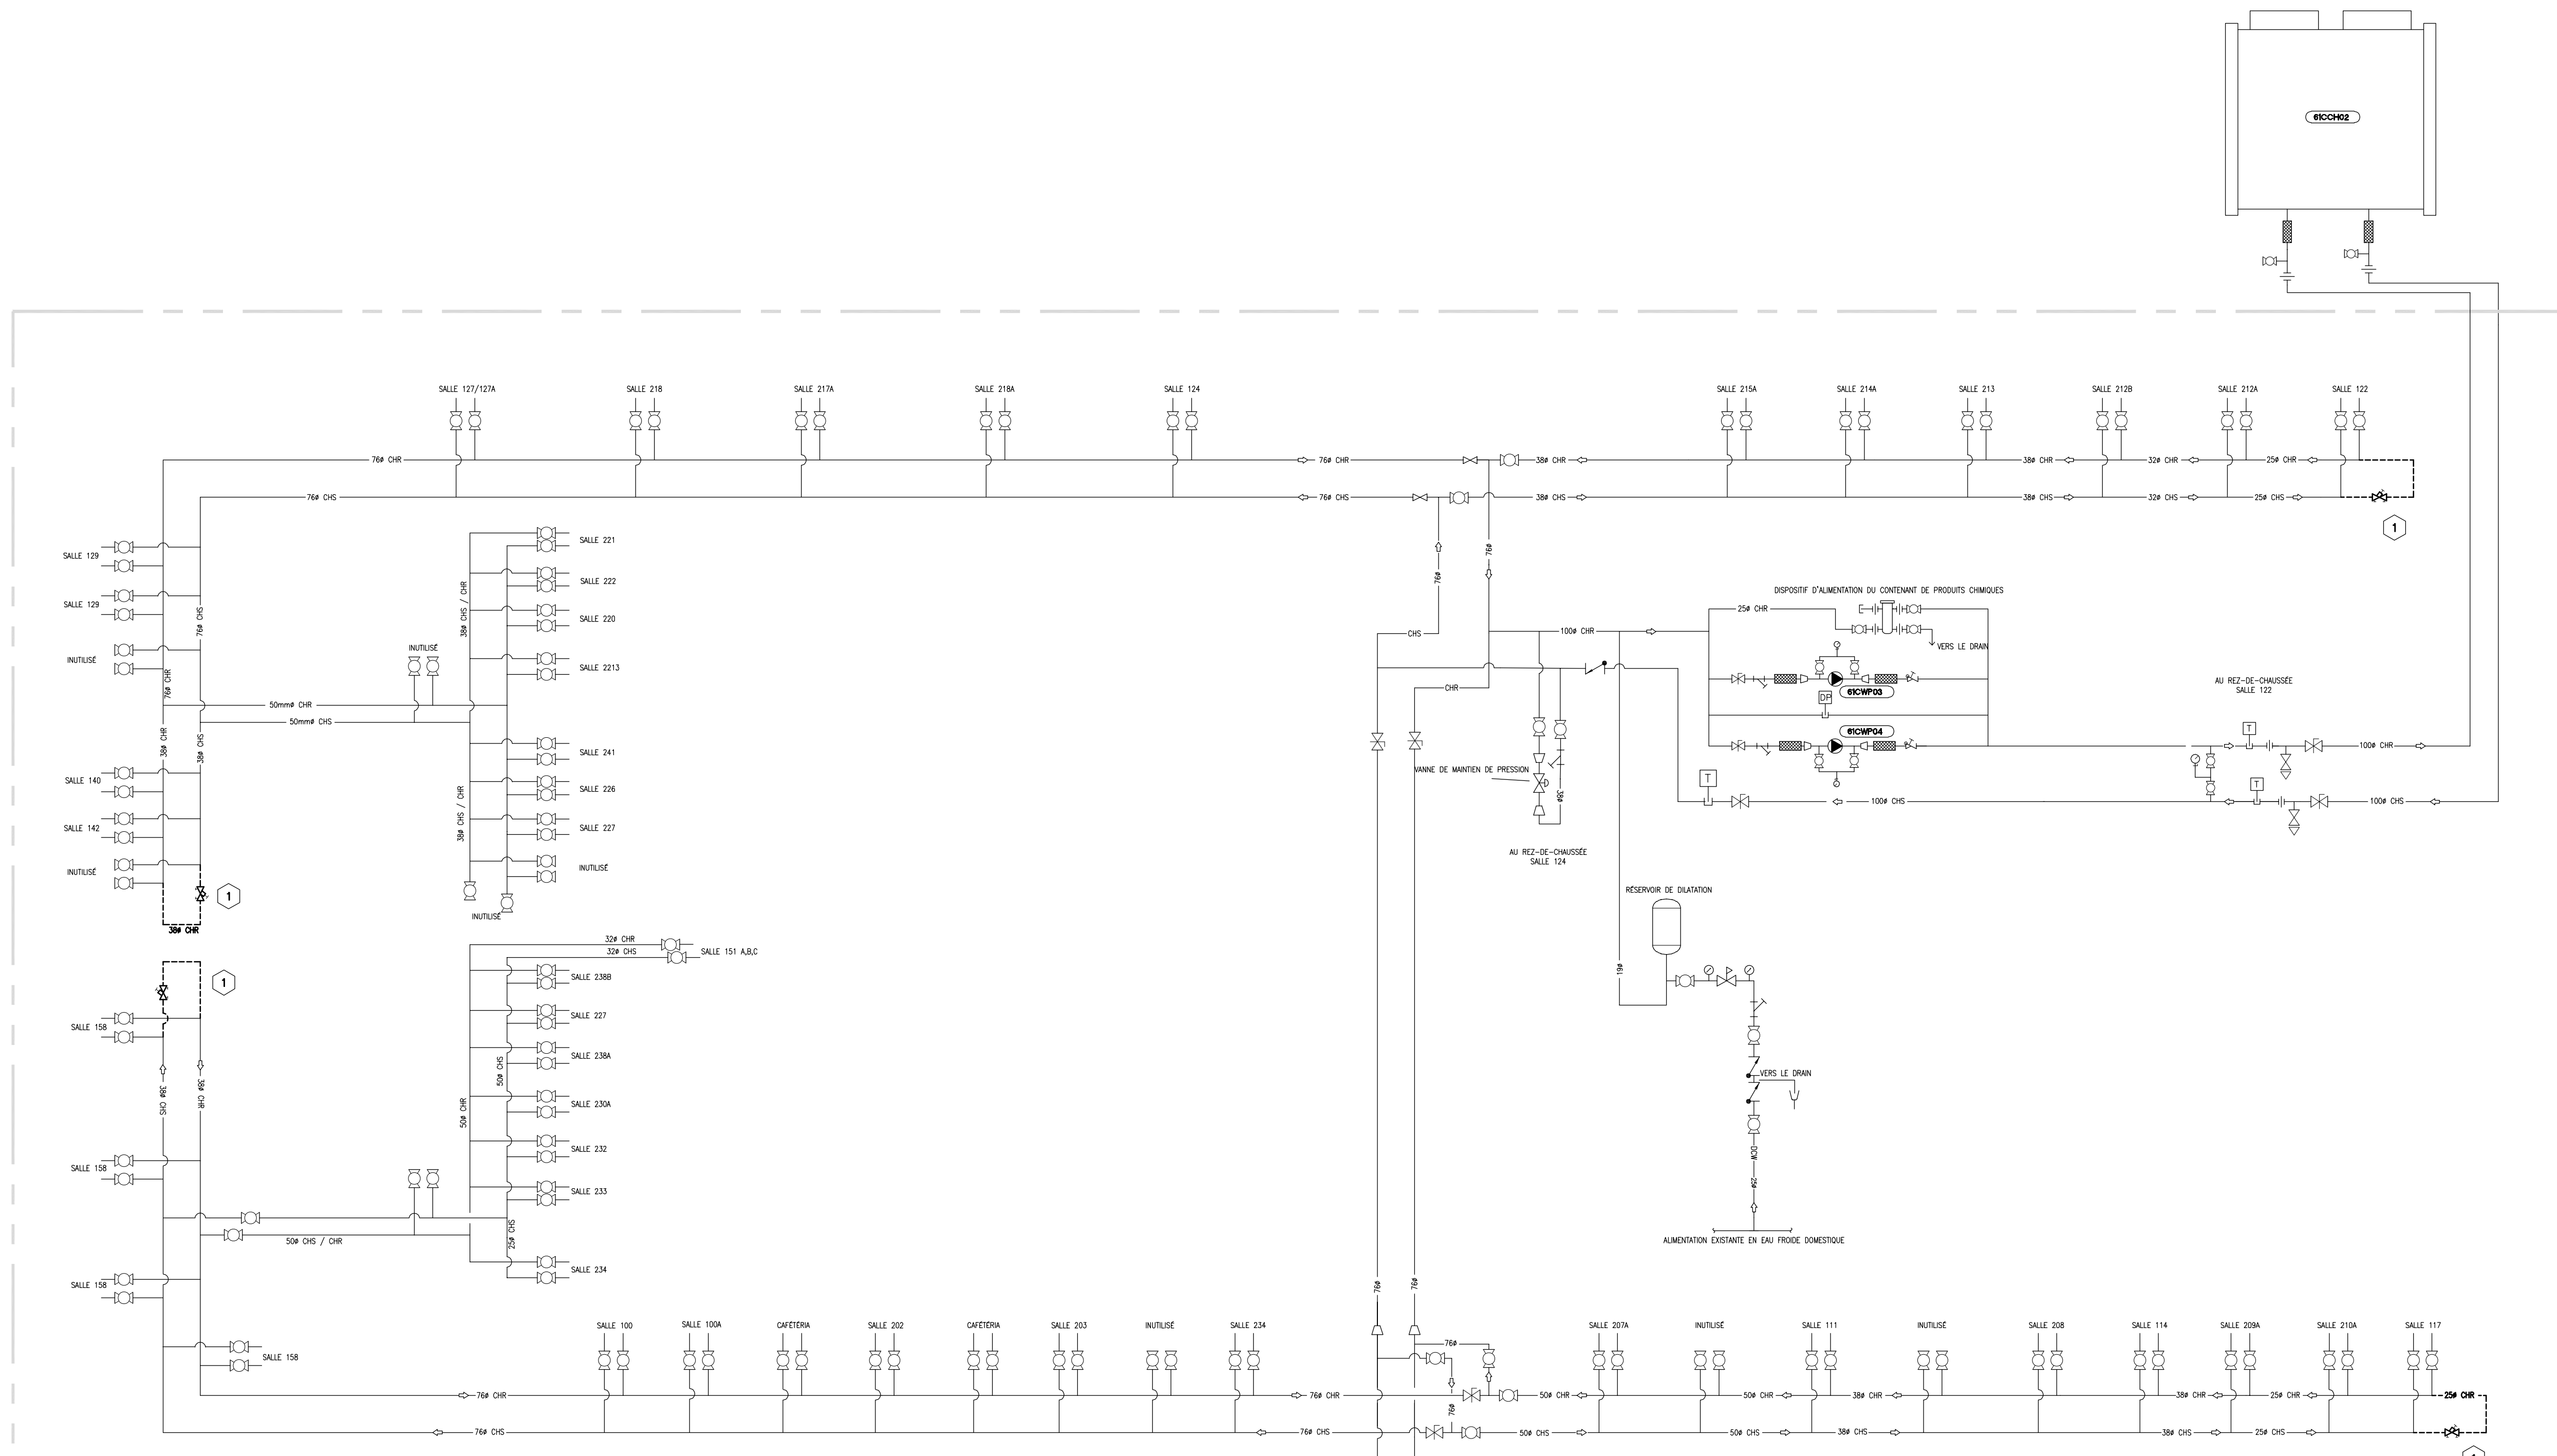 61CCH02
SALLE 127/127A
SALLE 218
SALLE 217A
SALLE 218A
SALLE 124
SALLE 215A
SALLE 214A
SALLE 213
SALLE 212B
SALLE 212A
SALLE 122
76ø CHR
76ø CHR
38ø CHR
38ø CHR
32ø CHR
25ø CHR
76ø CHS
76ø CHS
38ø CHS
38ø CHS
32ø CHS
25ø CHS
1
SALLE 129
SALLE 129
INUTILISÉ
76ø CHS
76ø CHR
38ø CHR
38ø CHS
SALLE 140
SALLE 142
INUTILISÉ
1
38ø CHR
50mmø CHR
50mmø CHS
INUTILISÉ
38ø CHS / CHR
38ø CHS / CHR
SALLE 221
SALLE 222
SALLE 220
SALLE 2213
SALLE 241
SALLE 226
SALLE 227
INUTILISÉ
INUTILISÉ
76ø
76ø
CHS
CHR
100ø CHR
VANNE DE MAINTIEN DE PRESSION
38ø
AU REZ-DE-CHAUSSÉE
SALLE 124
DISPOSITIF D'ALIMENTATION DU CONTENANT DE PRODUITS CHIMIQUES
25ø CHR
VERS LE DRAIN
61CWP03
DP
61CWP04
AU REZ-DE-CHAUSSÉE
SALLE 122
T
100ø CHR
T
100ø CHS
T
100ø CHS
RÉSERVOIR DE DILATATION
19ø
VERS LE DRAIN
DCW
25ø
ALIMENTATION EXISTANTE EN EAU FROIDE DOMESTIQUE
1
SALLE 158
38ø CHS
38ø CHR
SALLE 158
SALLE 158
SALLE 158
50ø CHS / CHR
32ø CHR
32ø CHS
SALLE 151 A,B,C
SALLE 238B
SALLE 227
SALLE 238A
50ø CHS
50ø CHR
SALLE 230A
SALLE 232
SALLE 233
25ø CHS
SALLE 234
76ø
76ø
SALLE 100
SALLE 100A
CAFÉTÉRIA
SALLE 202
CAFÉTÉRIA
SALLE 203
INUTILISÉ
SALLE 234
76ø
76ø
SALLE 207A
INUTILISÉ
SALLE 111
INUTILISÉ
SALLE 208
SALLE 114
SALLE 209A
SALLE 210A
SALLE 117
76ø CHR
76ø CHR
50ø CHR
50ø CHR
38ø CHR
38ø CHR
25ø CHR
25ø CHR
76ø CHS
76ø CHS
50ø CHS
50ø CHS
38ø CHS
38ø CHS
25ø CHS